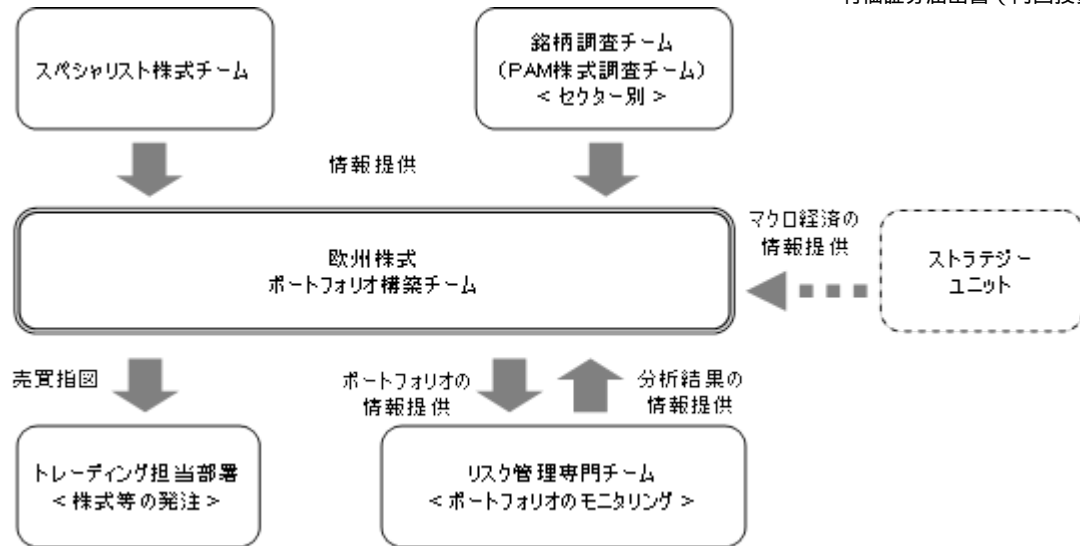 スペシャリスト株式チーム
銘柄調査チーム
（PAM株式調査チーム）
＜セクター別＞
情報提供
マクロ経済の
情報提供
欧州株式
ポートフォリオ構築チーム
ストラテジー
ユニット
売買指図
ポートフォリオの
情報提供
分析結果の
情報提供
トレーディング担当部署
＜株式等の発注＞
リスク管理専門チーム
＜ポートフォリオのモニタリング＞